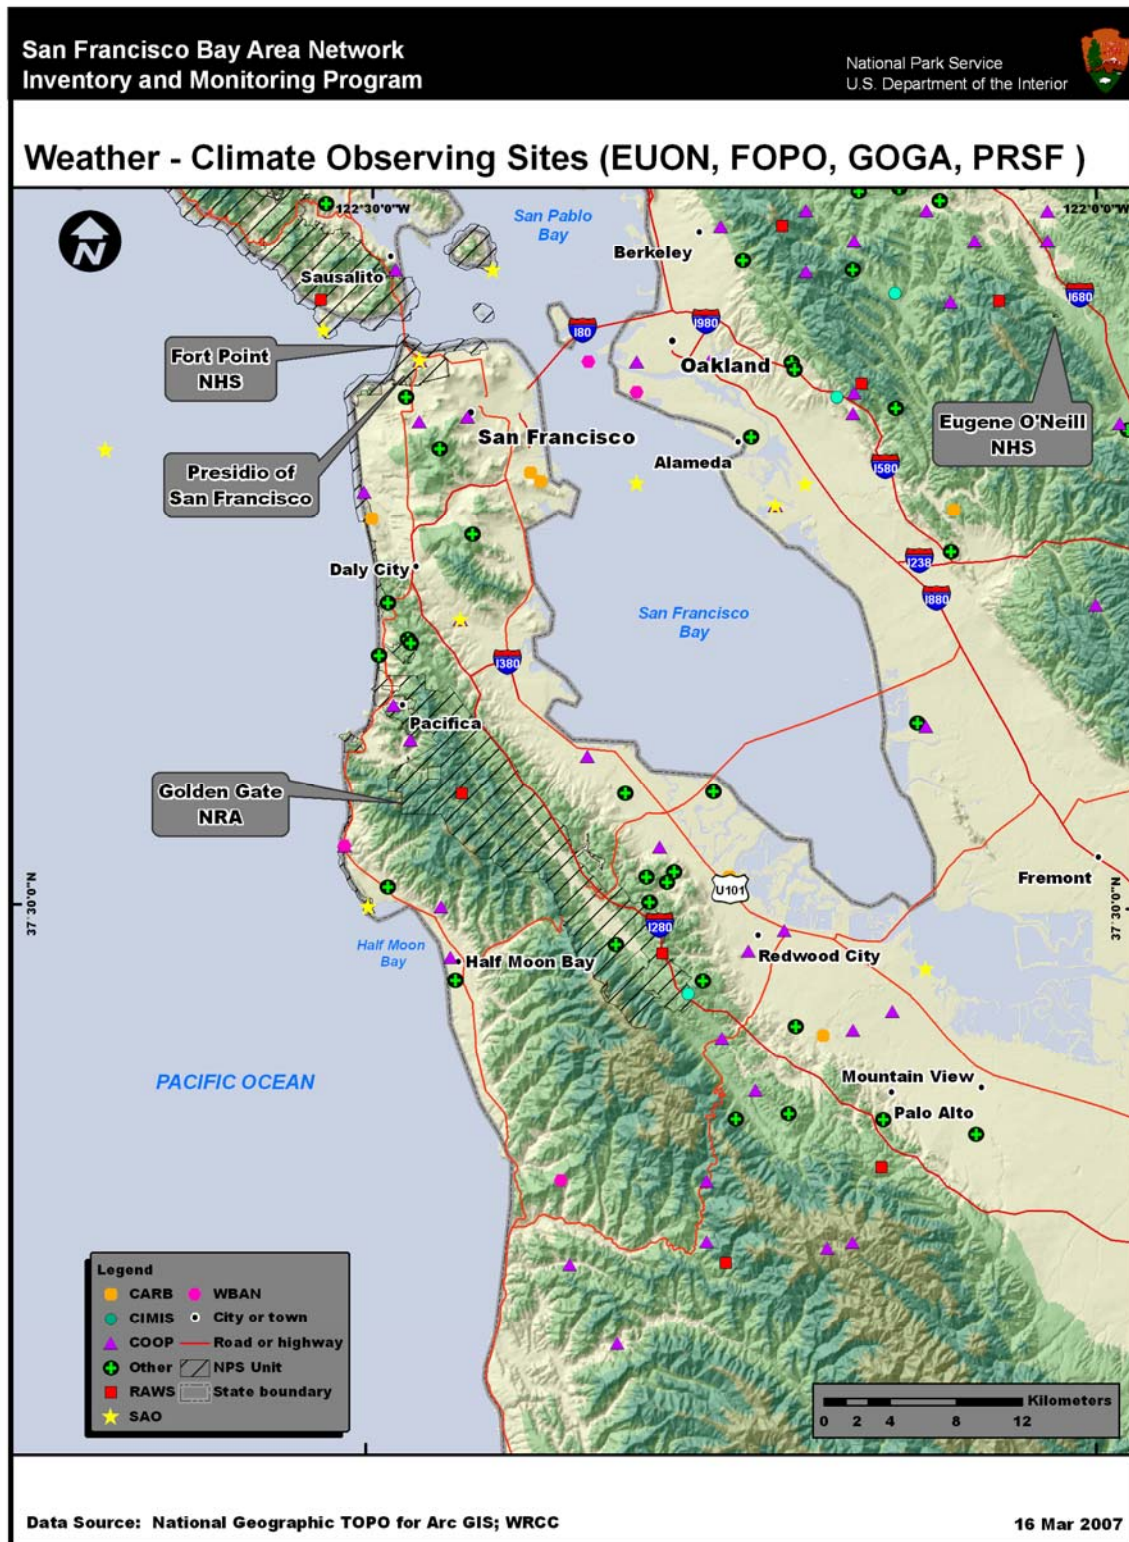 San Francisco Bay Area Network
Inventory and Monitoring Program
National Park Service
U.S. Department of the Interior
Weather - Climate Observing Sites (EUON, FOPO, GOGA, PRSF )
122°30'0"W
122°0'0"W
San Pablo
Bay
N
Sausalito
Berkeley
I680
I80
I980
Fort Point
NHS
Oakland
Eugene O'Neill
NHS
San Francisco
Alameda
I580
Presidio of
San Francisco
Daly City
I238
I880
San Francisco
Bay
I380
Pacifica
Golden Gate
NRA
Fremont
U101
37°30'0"N
37°30'0"N
I280
Half Moon
Bay
Half Moon Bay
Redwood City
PACIFIC OCEAN
Mountain View
Palo Alto
Legend
CARB
WBAN
CIMIS
City or town
COOP
Road or highway
Other
NPS Unit
RAWS
State boundary
SAO
Kilometers
0 2 4 8 12
Data Source: National Geographic TOPO for Arc GIS; WRCC
16 Mar 2007